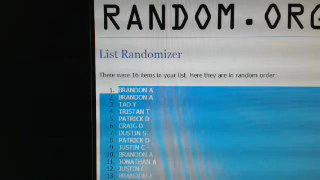 RANDOM.ORG
List Randomizer
There were 16 items in your list. Here they are in random order:
1. BRANDON A
2. BRANDON A
3. TAD Y
4. TRISTAN T
5. PATRICK D
6. CRAIG D
7. DUSTIN S
8. PATRICK D
9. JUSTIN C
10. BRANDON A
11. JONATHAN A
12. JUSTIN C
13. BRANDON